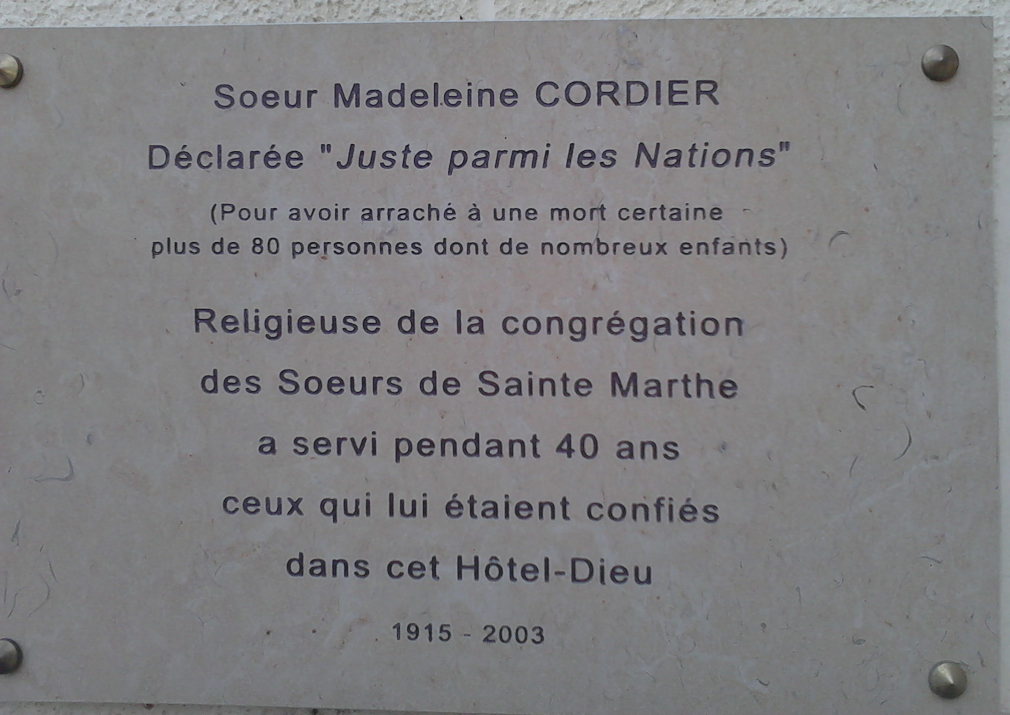 Soeur Madeleine CORDIER
Déclarée "Juste parmi les Nations"
(Pour avoir arraché à une mort certaine
plus de 80 personnes dont de nombreux enfants)
Religieuse de la congrégation
des Soeurs de Sainte Marthe
a servi pendant 40 ans
ceux qui lui étaient confiés
dans cet Hôtel-Dieu
1915 - 2003